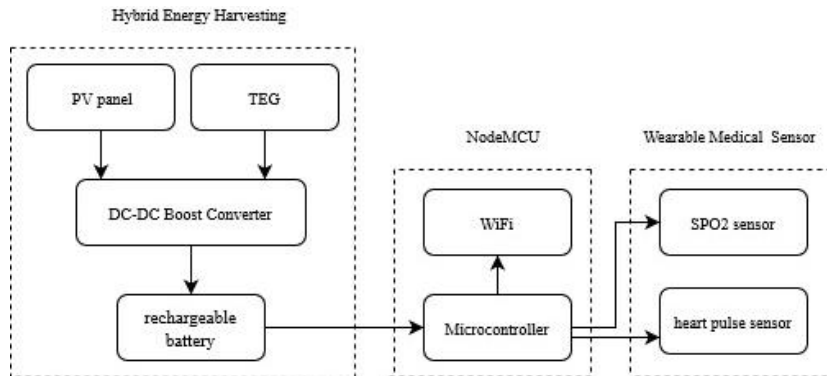 Hybrid Energy Harvesting
PV panel
TEG
NodeMCU
Wearable Medical Sensor
DC-DC Boost Converter
WiFi
SPO2 sensor
rechargeable
battery
Microcontroller
heart pulse sensor